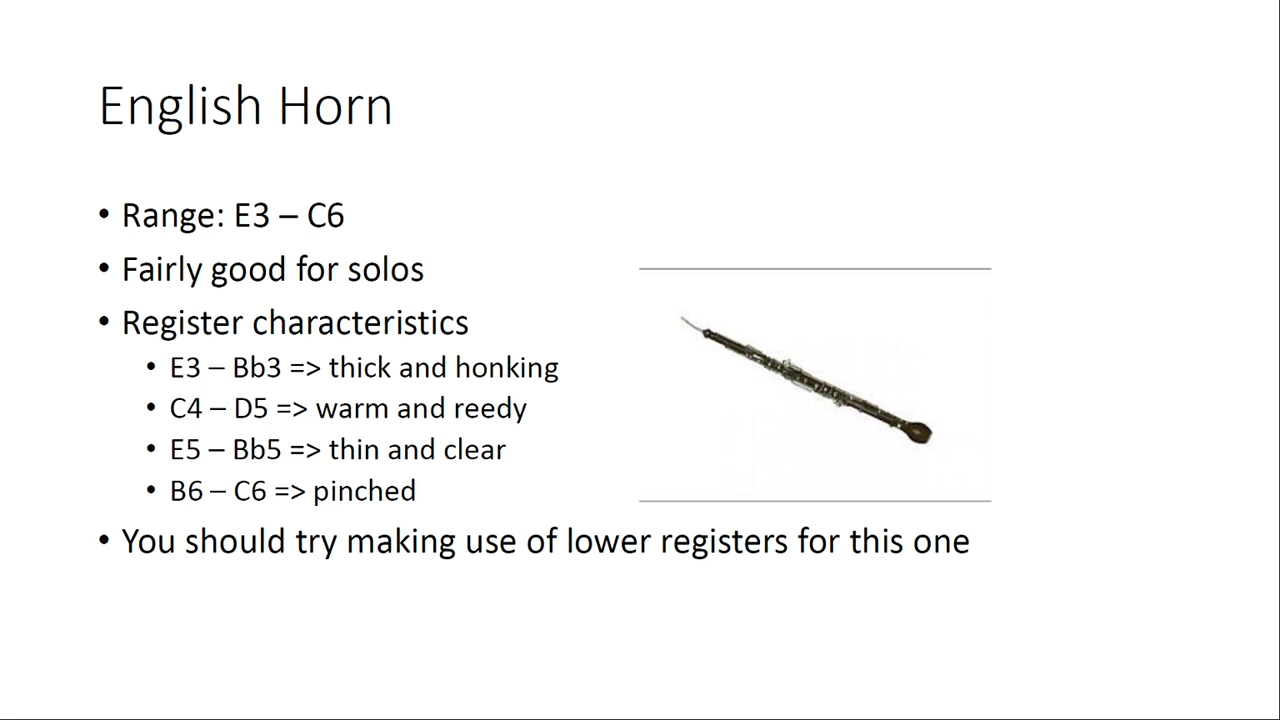 English Horn
• Range: E3 – C6
• Fairly good for solos
• Register characteristics
• E3 – Bb3 => thick and honking
• C4 – D5 => warm and reedy
• E5 – Bb5 => thin and clear
• B6 – C6 => pinched
• You should try making use of lower registers for this one